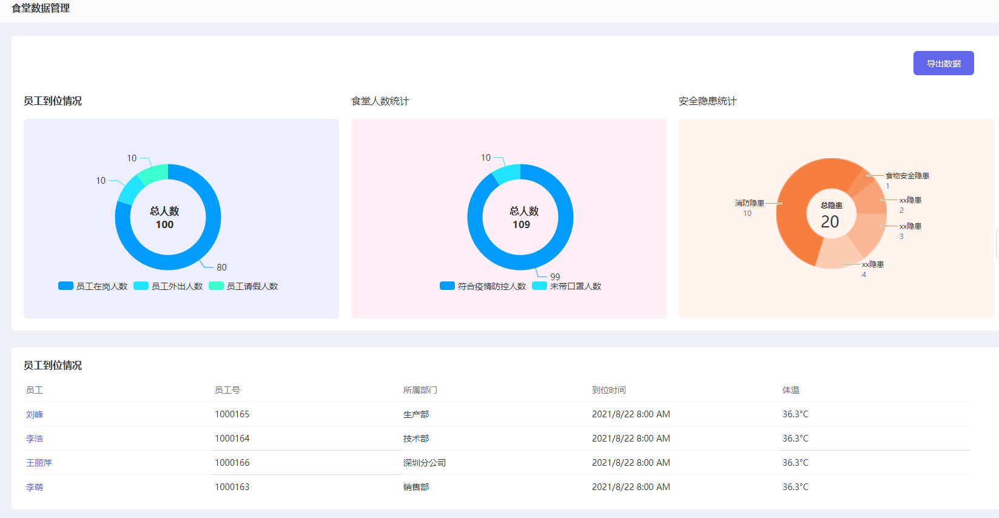 食堂数据管理
导出数据
员工到位情况
10
10
总人数
100
80
员工在岗人数 员工外出人数 员工请假人数
食堂人数统计
10
总人数
109
99
符合疫情防控人数 未带口罩人数
安全隐患统计
食物安全隐患
1
xx隐患
2
消防隐患
10
总隐患
20
xx隐患
3
xx隐患
4
员工到位情况
员工 员工号 所属部门 到位时间 体温
刘峰 1000165 生产部 2021/8/22 8:00 AM 36.3°C
李浩 1000164 技术部 2021/8/22 8:00 AM 36.3°C
王丽萍 1000166 深圳分公司 2021/8/22 8:00 AM 36.3°C
李萌 1000163 销售部 2021/8/22 8:00 AM 36.3°C